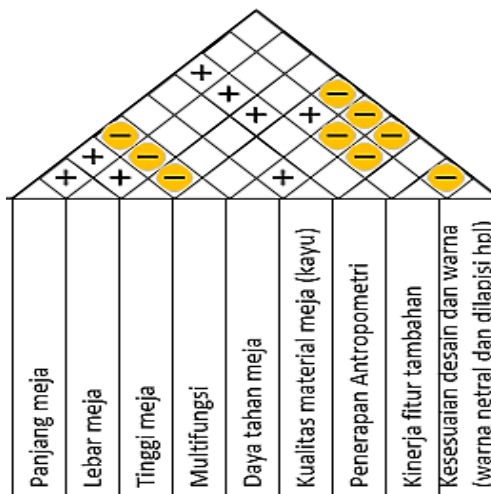 +
−
+ −
− + + −
− + − −
+ − −
+ + − + −
Panjang meja
Lebar meja
Tinggi meja
Multifungsi
Daya tahan meja
Kualitas material meja (kayu)
Penerapan Antropometri
Kinerja fitur tambahan
Kesesuaian desain dan warna
(warna netral dan dilapisi hpl)